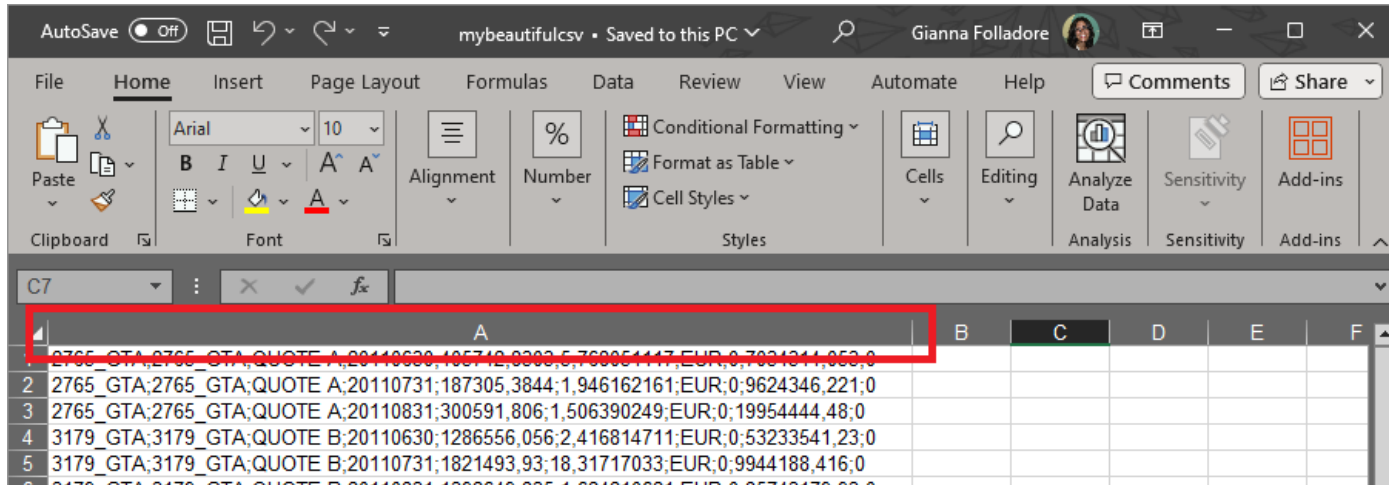 AutoSave Off mybeautifulcsv • Saved to this PC Gianna Folladore
File Home Insert Page Layout Formulas Data Review View Automate Help Comments Share
Paste Arial 10 B I U A A A Alignment % Number Conditional Formatting Format as Table Cell Styles Cells Editing Analyze Data Sensitivity Add-ins
Clipboard Font Styles Analysis Sensitivity Add-ins
C7 fx
A B C D E F
1
2 2765_GTA;2765_GTA;QUOTE A;20110731;187305,3844;1,946162161;EUR;0;9624346,221;0
3 2765_GTA;2765_GTA;QUOTE A;20110831;300591,806;1,506390249;EUR;0;19954444,48;0
4 3179_GTA;3179_GTA;QUOTE B;20110630;1286556,056;2,416814711;EUR;0;53233541,23;0
5 3179_GTA;3179_GTA;QUOTE B;20110731;1821493,93;18,31717033;EUR;0;9944188,416;0